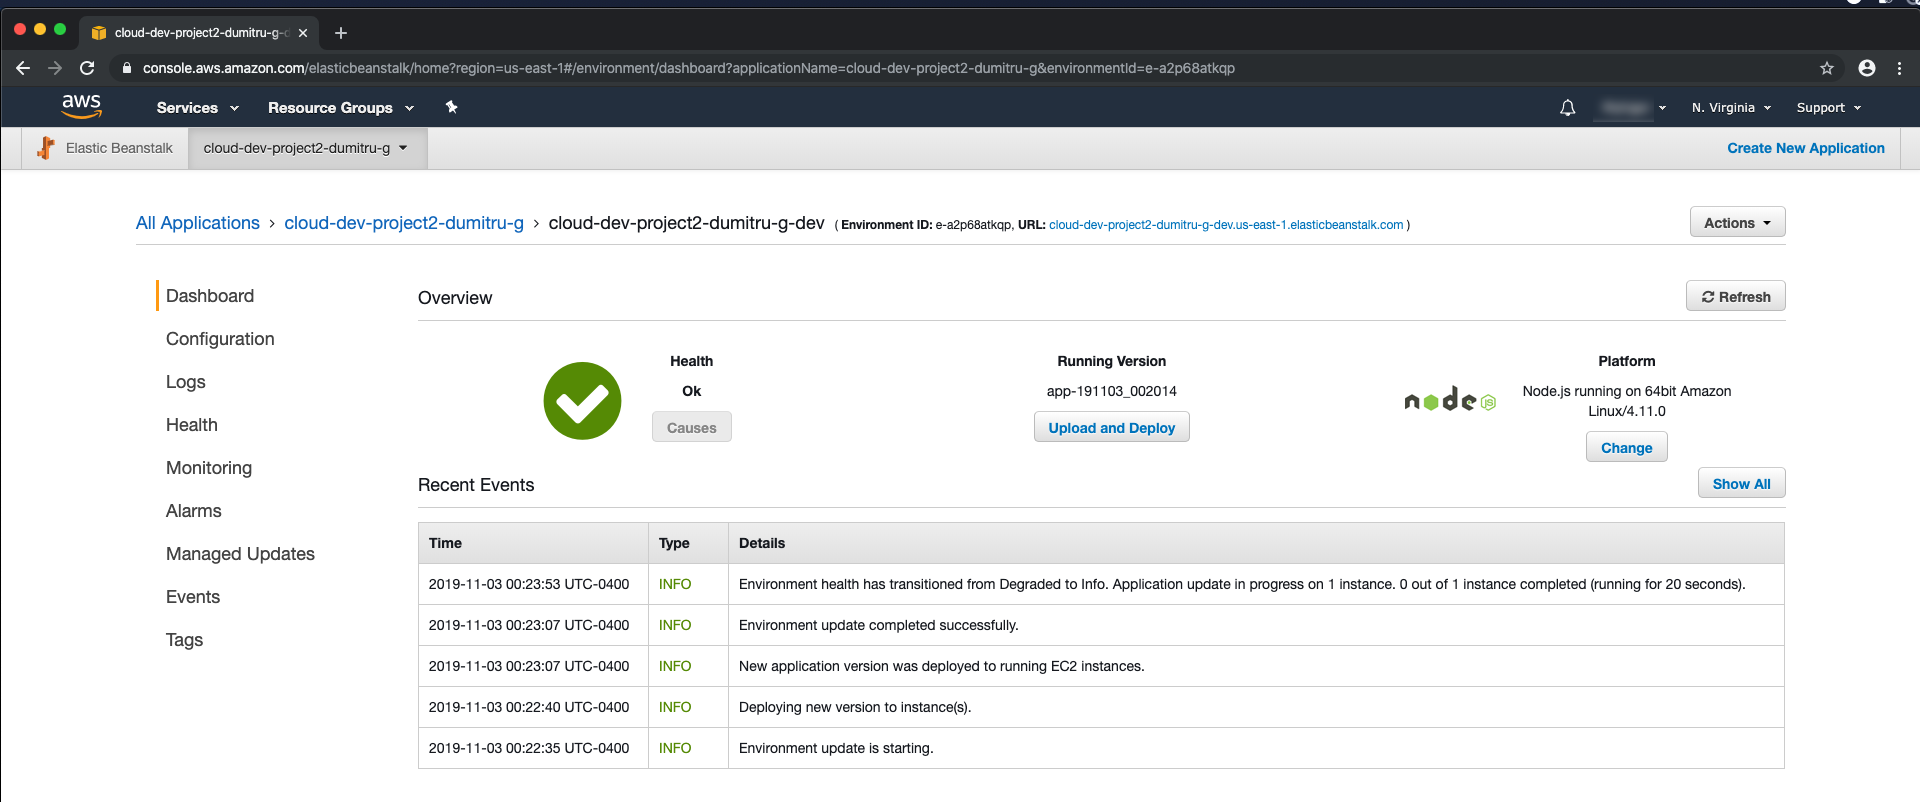 cloud-dev-project2-dumitru-g-d
console.aws.amazon.com/elasticbeanstalk/home?region=us-east-1#/environment/dashboard?applicationName=cloud-dev-project2-dumitru-g&environmentId=e-a2p68atkqp
aws Services Resource Groups N. Virginia Support
Elastic Beanstalk cloud-dev-project2-dumitru-g Create New Application
All Applications > cloud-dev-project2-dumitru-g > cloud-dev-project2-dumitru-g-dev ( Environment ID: e-a2p68atkqp, URL: cloud-dev-project2-dumitru-g-dev.us-east-1.elasticbeanstalk.com ) Actions
Dashboard
Configuration
Logs
Health
Monitoring
Alarms
Managed Updates
Events
Tags
Overview Refresh
Health
Ok
Causes
Running Version
app-191103_002014
Upload and Deploy
node JS
Platform
Node.js running on 64bit Amazon
Linux/4.11.0
Change
Recent Events Show All
Time Type Details
2019-11-03 00:23:53 UTC-0400 INFO Environment health has transitioned from Degraded to Info. Application update in progress on 1 instance. 0 out of 1 instance completed (running for 20 seconds).
2019-11-03 00:23:07 UTC-0400 INFO Environment update completed successfully.
2019-11-03 00:23:07 UTC-0400 INFO New application version was deployed to running EC2 instances.
2019-11-03 00:22:40 UTC-0400 INFO Deploying new version to instance(s).
2019-11-03 00:22:35 UTC-0400 INFO Environment update is starting.